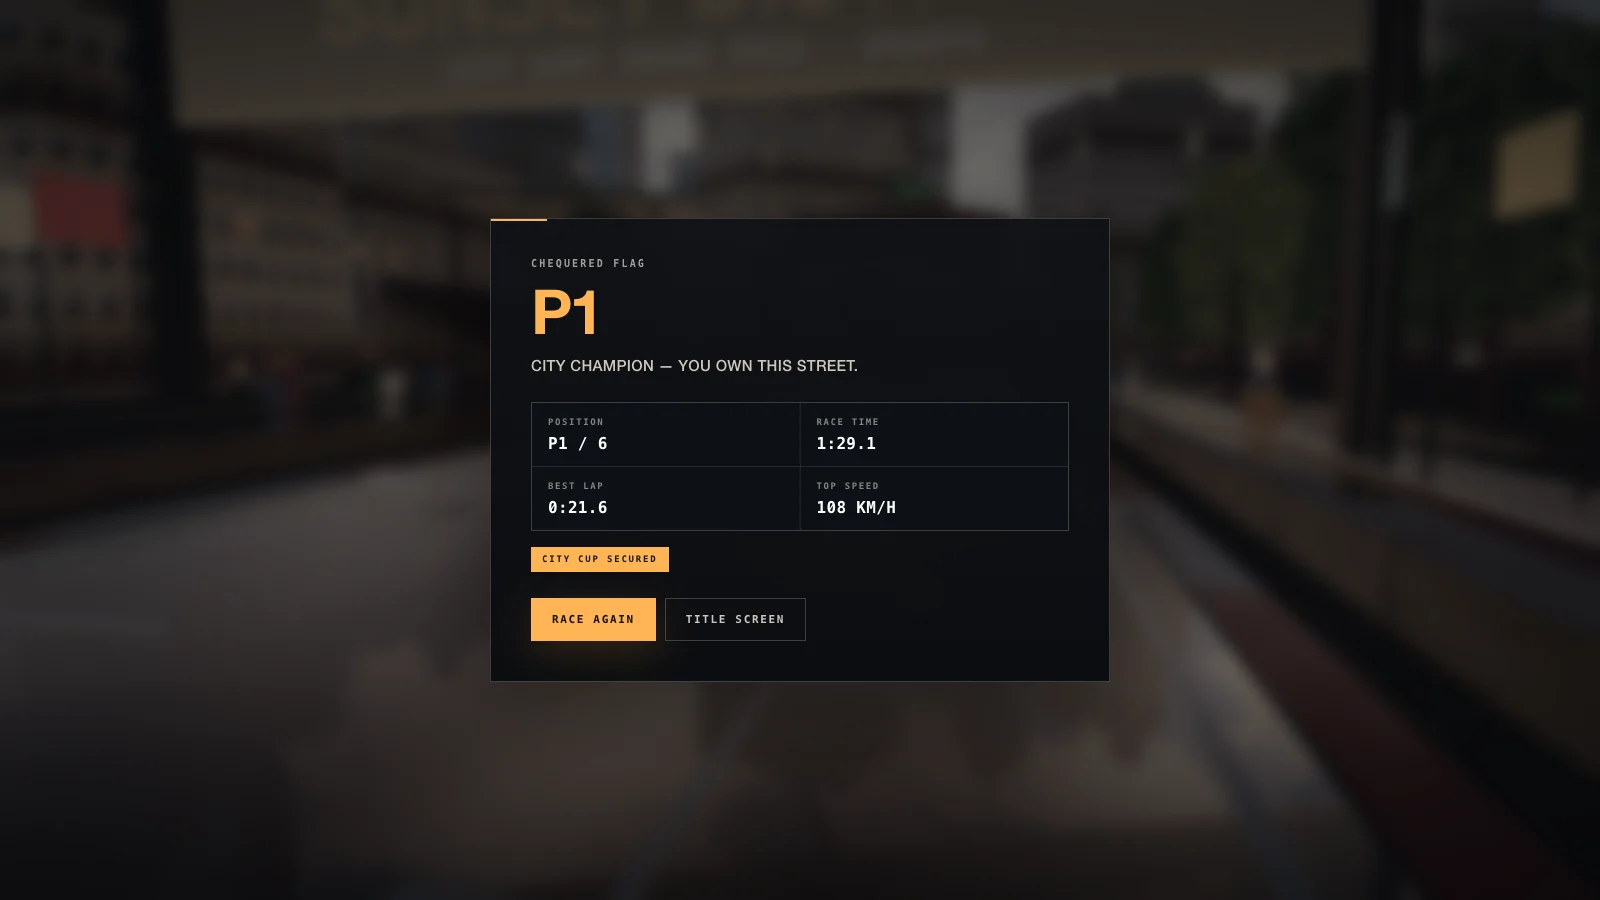 CHEQUERED FLAG
P1
CITY CHAMPION — YOU OWN THIS STREET.
POSITION
P1 / 6
RACE TIME
1:29.1
BEST LAP
0:21.6
TOP SPEED
108 KM/H
CITY CUP SECURED
RACE AGAIN
TITLE SCREEN